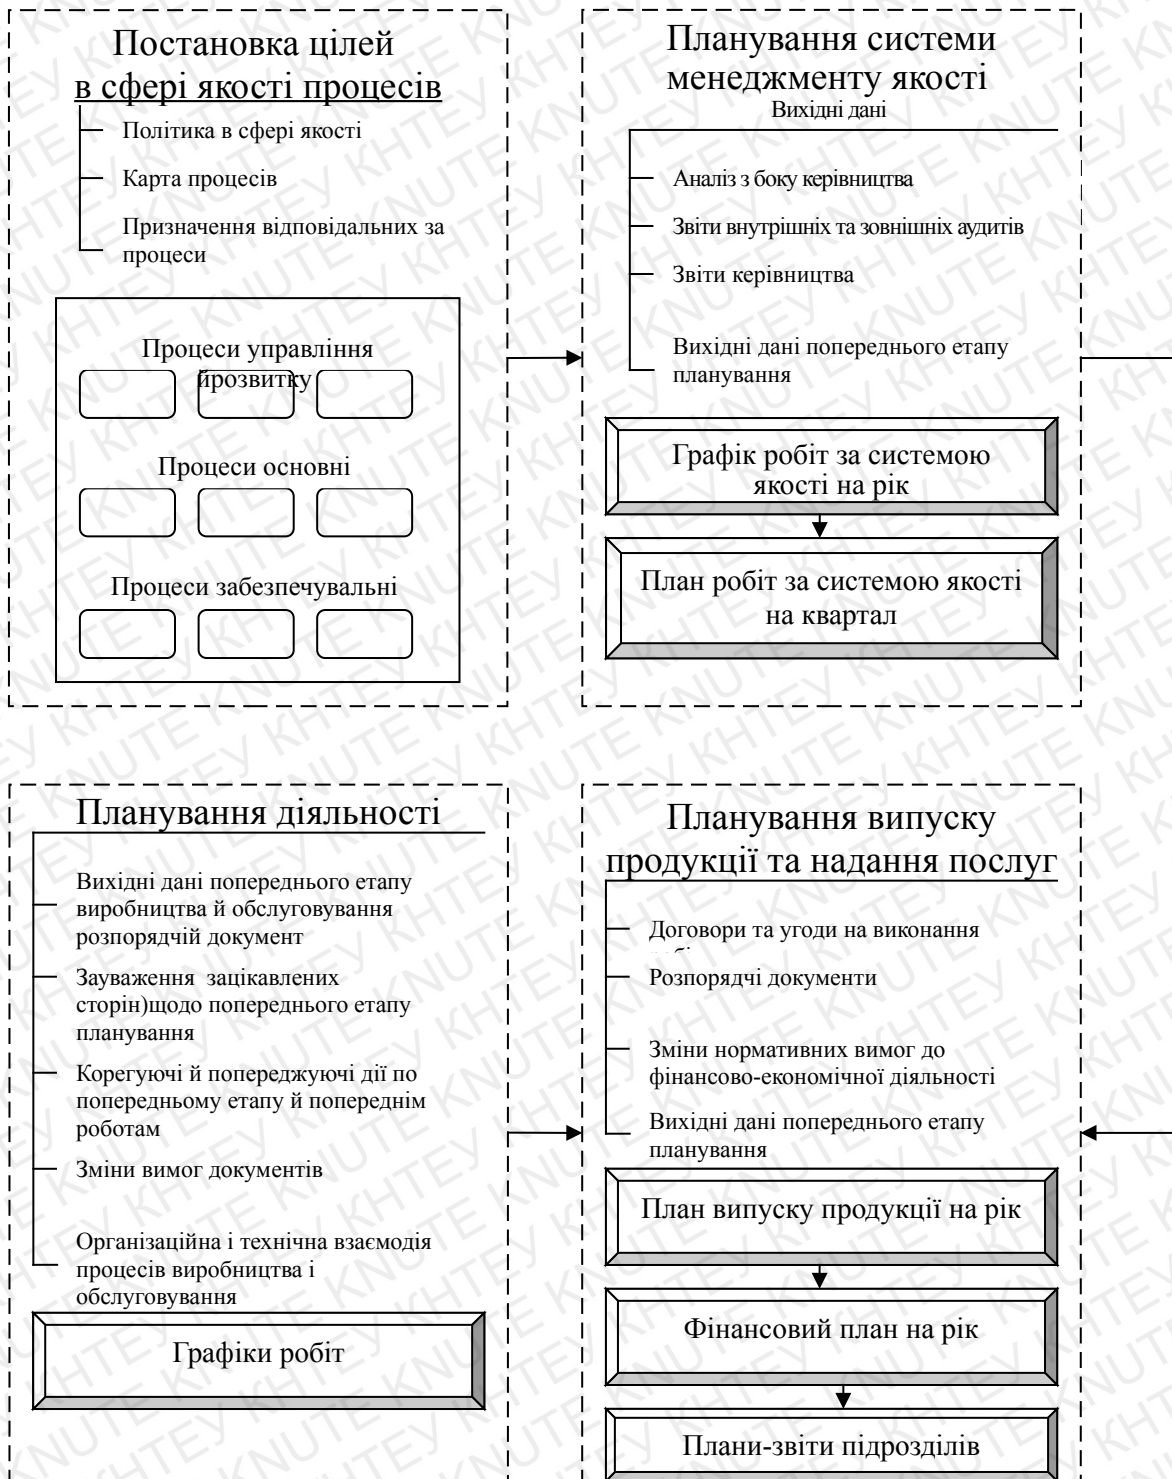 Постановка цілей
в сфері якості процесів
Політика в сфері якості
Карта процесів
Призначення відповідальних за
процеси
Процеси управління
йрозвитку
Процеси основні
Процеси забезпечувальні
Планування системи
менеджменту якості
Вихідні дані
Аналіз з боку керівництва
Звіти внутрішніх та зовнішніх аудитів
Звіти керівництва
Вихідні дані попереднього етапу
планування
Графік робіт за системою
якості на рік
План робіт за системою якості
на квартал
Планування діяльності
Вихідні дані попереднього етапу
виробництва й обслуговування
розпорядчій документ
Зауваження зацікавлених
сторін)щодо попереднього етапу
планування
Корегуючі й попереджуючі дії по
попередньому етапу й попереднім
роботам
Зміни вимог документів
Організаційна і технічна взаємодія
процесів виробництва і
обслуговування
Графіки робіт
Планування випуску
продукції та надання послуг
Договори та угоди на виконання
Розпорядчі документи
Зміни нормативних вимог до
фінансово-економічної діяльності
Вихідні дані попереднього етапу
планування
План випуску продукції на рік
Фінансовий план на рік
Плани-звіти підрозділів